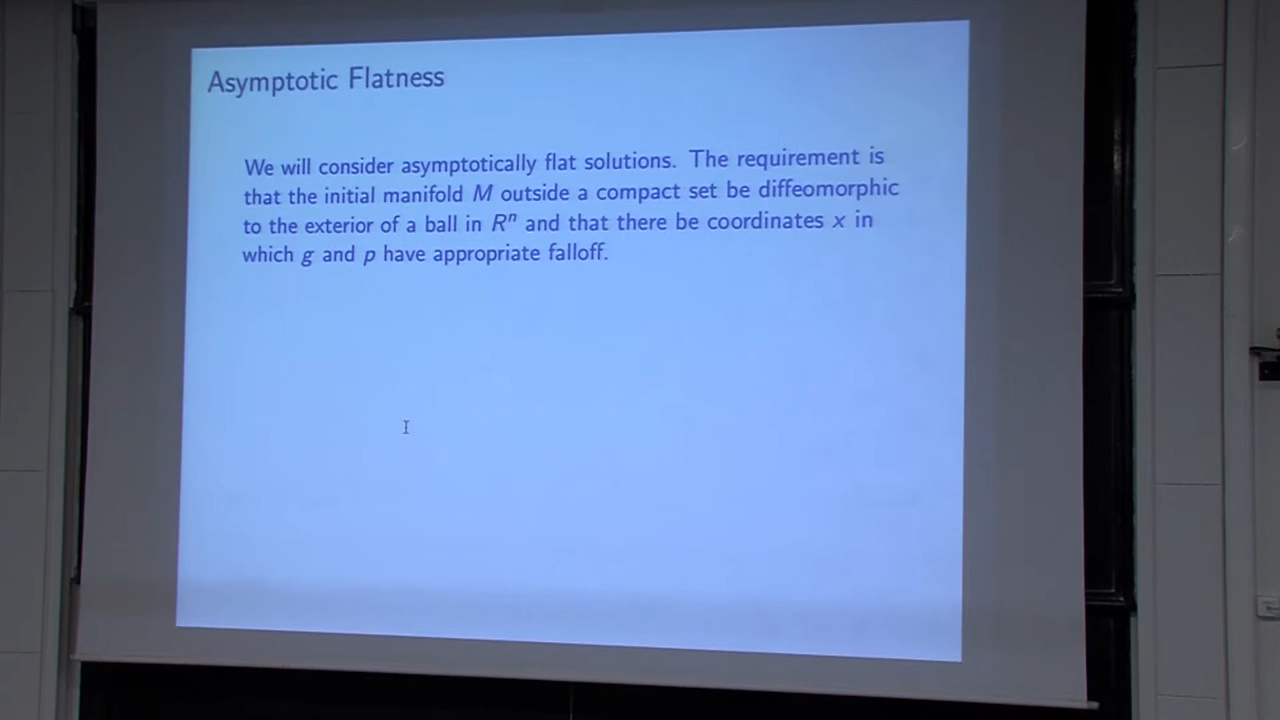 Asymptotic Flatness
We will consider asymptotically flat solutions. The requirement is
that the initial manifold M outside a compact set be diffeomorphic
to the exterior of a ball in Rⁿ and that there be coordinates x in
which g and p have appropriate falloff.